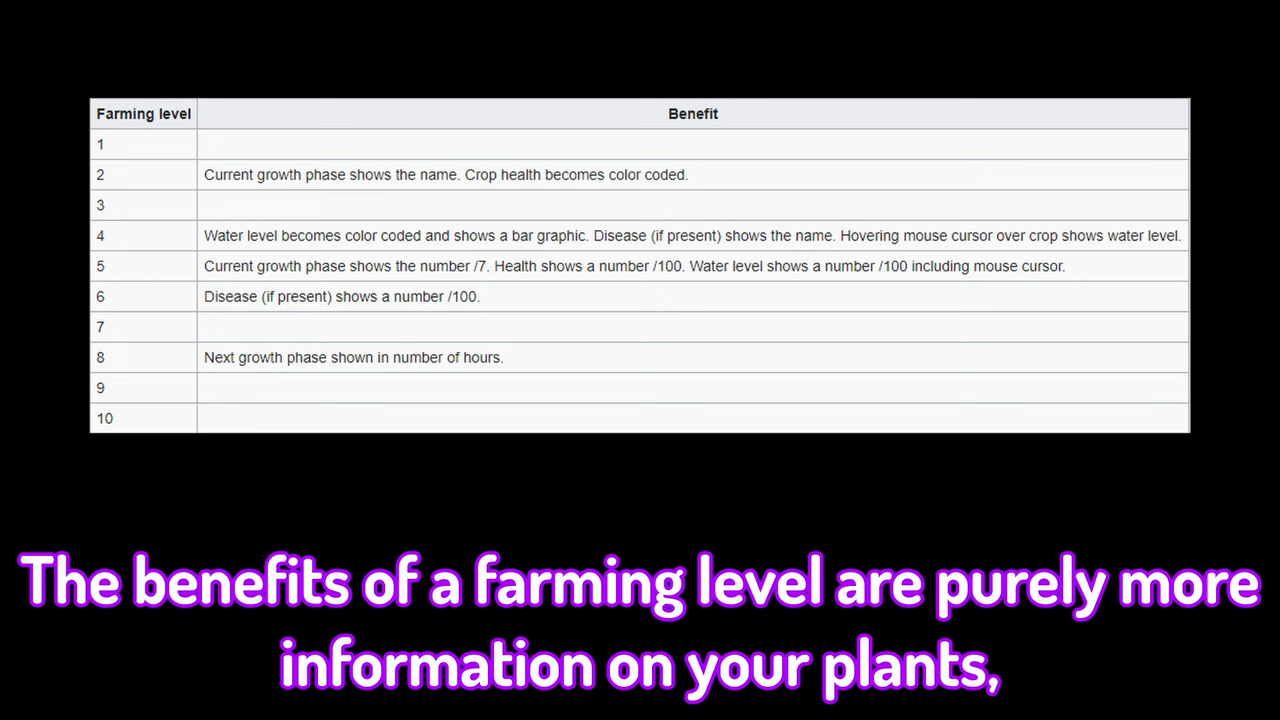 Farming level Benefit
1
2 Current growth phase shows the name. Crop health becomes color coded.
3
4 Water level becomes color coded and shows a bar graphic. Disease (if present) shows the name. Hovering mouse cursor over crop shows water level.
5 Current growth phase shows the number /7. Health shows a number /100. Water level shows a number /100 including mouse cursor.
6 Disease (if present) shows a number /100.
7
8 Next growth phase shown in number of hours.
9
10
The benefits of a farming level are purely more
information on your plants,